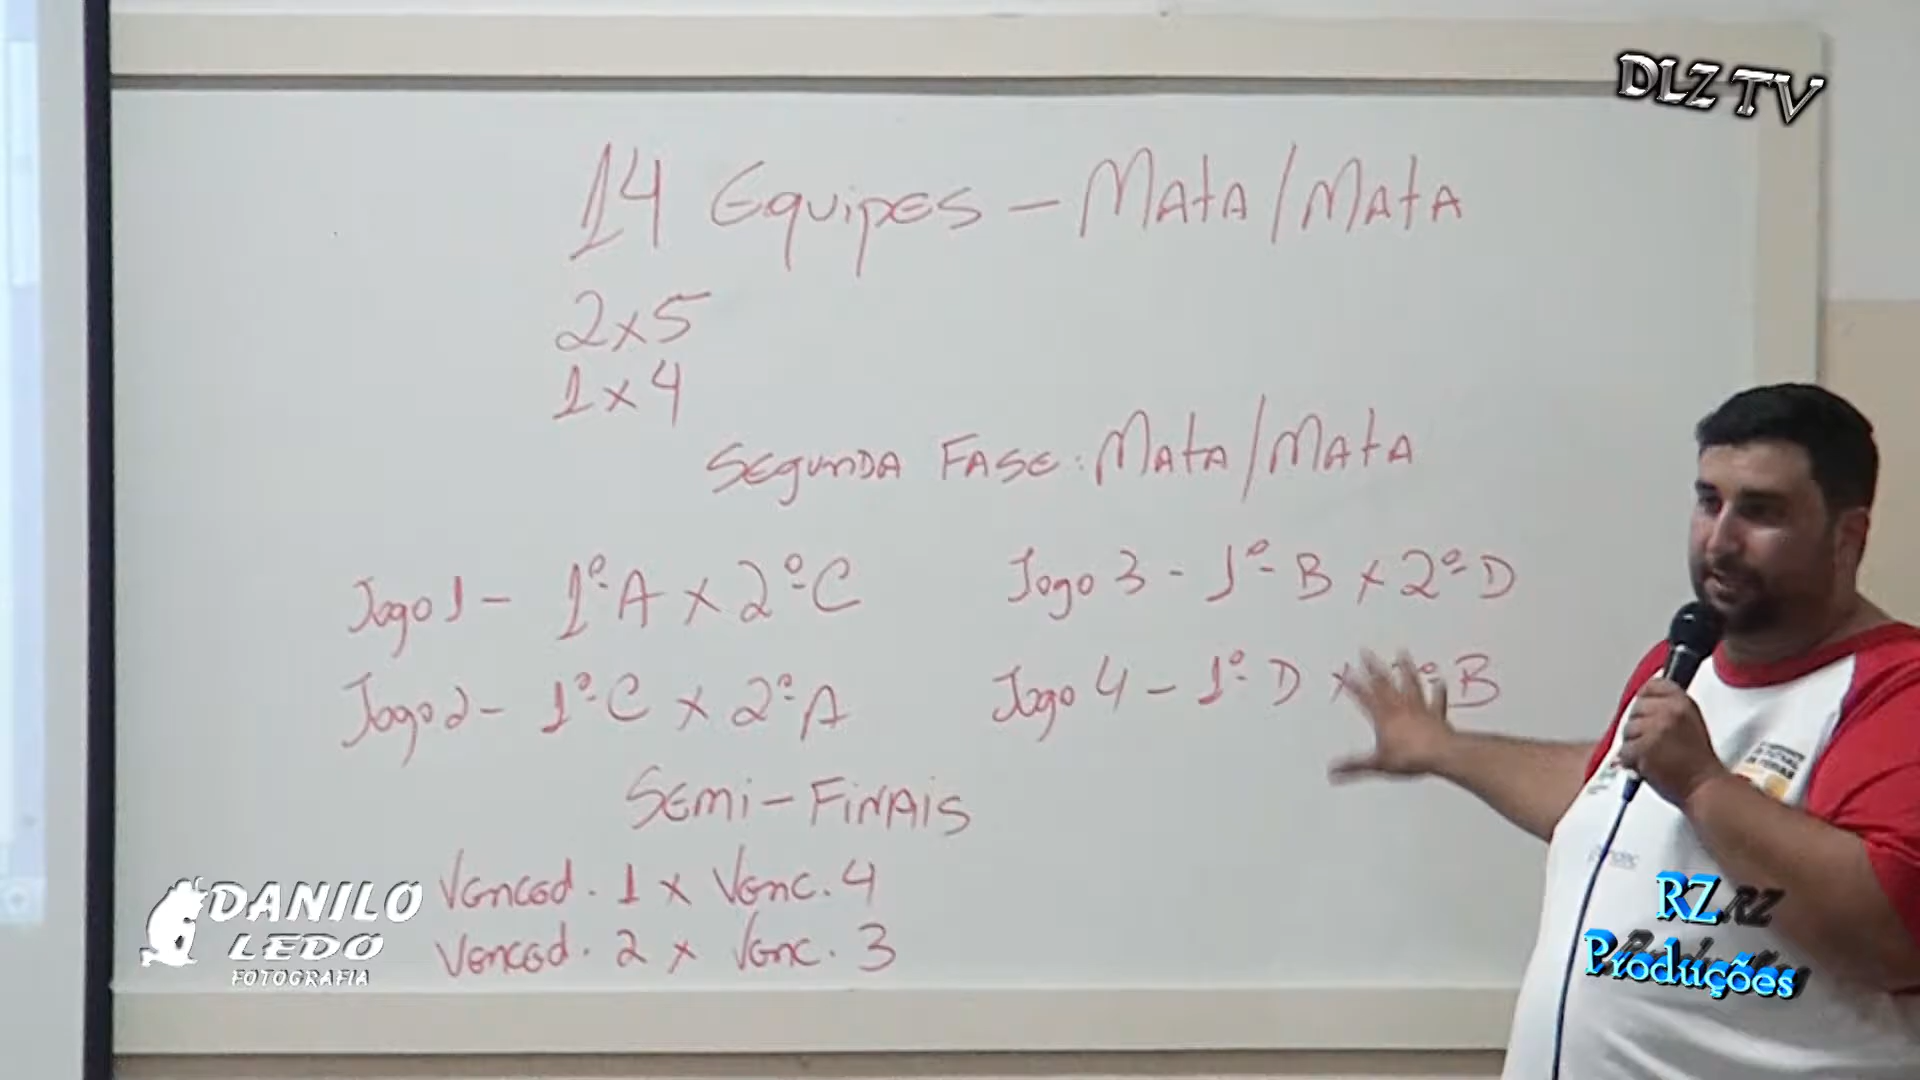 DLZ TV
14 Equipes - Mata/Mata
2x5
1x4
Segunda Fase: Mata/Mata
Jogo 1 - 1º A x 2º C
Jogo 3 - 1º B x 2º D
Jogo 2 - 1º C x 2º A
Jogo 4 - 1º D x B
Semi-Finais
Venced. 1 x Venc. 4
Venced. 2 x Venc. 3
DANILO
LEDO
FOTOGRAFIA
RZ
Produções